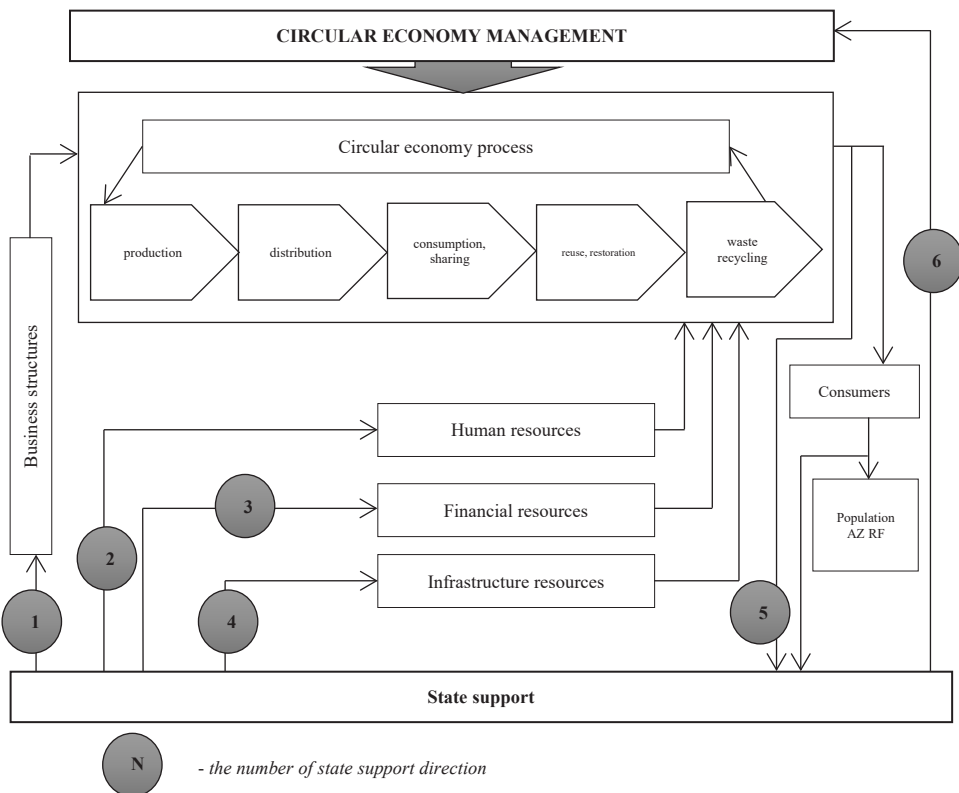 CIRCULAR ECONOMY MANAGEMENT
Circular economy process
production
distribution
consumption,
sharing
reuse, restoration
waste
recycling
6
Business structures
Consumers
Human resources
3
Financial resources
Population
AZ RF
2
Infrastructure resources
1
4
5
State support
N
- the number of state support direction